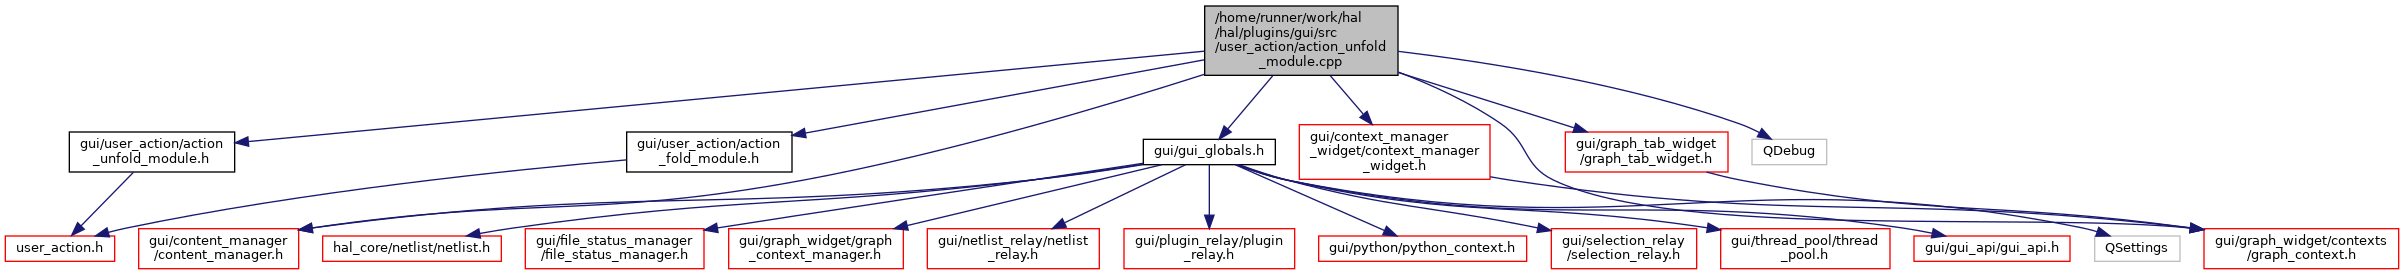 /home/runner/work/hal
/hal/plugins/gui/src
/user_action/action_unfold
_module.cpp
gui/user_action/action
_unfold_module.h
gui/user_action/action
_fold_module.h
gui/gui_globals.h
gui/context_manager
_widget/context_manager
_widget.h
gui/graph_tab_widget
/graph_tab_widget.h
QDebug
user_action.h
gui/content_manager
/content_manager.h
hal_core/netlist/netlist.h
gui/file_status_manager
/file_status_manager.h
gui/graph_widget/graph
_context_manager.h
gui/netlist_relay/netlist
_relay.h
gui/plugin_relay/plugin
_relay.h
gui/python/python_context.h
gui/selection_relay
/selection_relay.h
gui/thread_pool/thread
_pool.h
gui/gui_api/gui_api.h
QSettings
gui/graph_widget/contexts
/graph_context.h